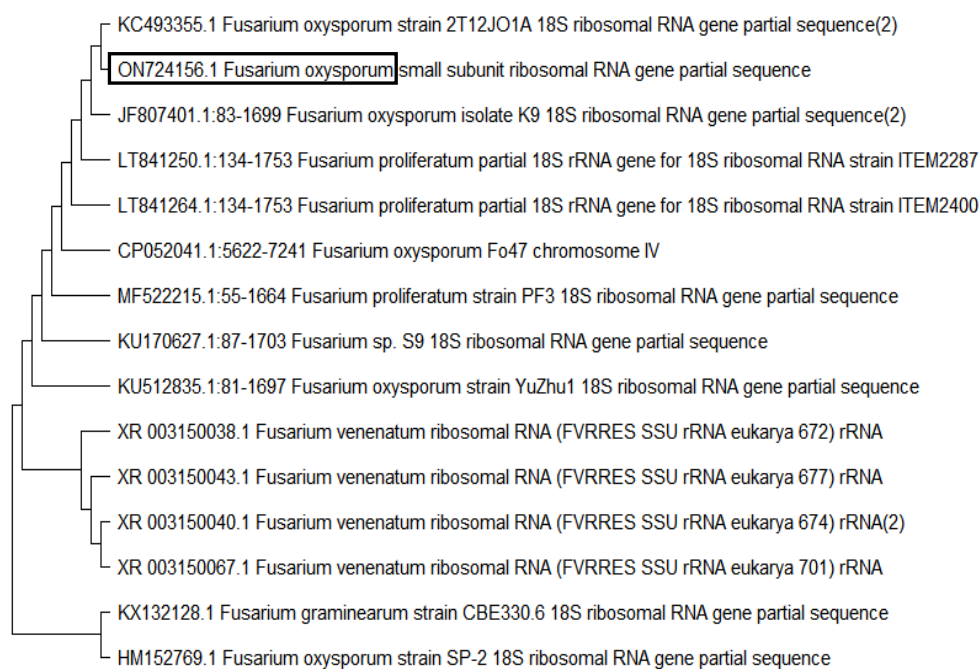 KC493355.1 Fusarium oxysporum strain 2T12JO1A 18S ribosomal RNA gene partial sequence(2)
ON724156.1 Fusarium oxysporum small subunit ribosomal RNA gene partial sequence
JF807401.1:83-1699 Fusarium oxysporum isolate K9 18S ribosomal RNA gene partial sequence(2)
LT841250.1:134-1753 Fusarium proliferatum partial 18S rRNA gene for 18S ribosomal RNA strain ITEM2287
LT841264.1:134-1753 Fusarium proliferatum partial 18S rRNA gene for 18S ribosomal RNA strain ITEM2400
CP052041.1:5622-7241 Fusarium oxysporum Fo47 chromosome IV
MF522215.1:55-1664 Fusarium proliferatum strain PF3 18S ribosomal RNA gene partial sequence
KU170627.1:87-1703 Fusarium sp. S9 18S ribosomal RNA gene partial sequence
KU512835.1:81-1697 Fusarium oxysporum strain YuZhu1 18S ribosomal RNA gene partial sequence
XR 003150038.1 Fusarium venenatum ribosomal RNA (FVRRES SSU rRNA eukarya 672) rRNA
XR 003150043.1 Fusarium venenatum ribosomal RNA (FVRRES SSU rRNA eukarya 677) rRNA
XR 003150040.1 Fusarium venenatum ribosomal RNA (FVRRES SSU rRNA eukarya 674) rRNA(2)
XR 003150067.1 Fusarium venenatum ribosomal RNA (FVRRES SSU rRNA eukarya 701) rRNA
KX132128.1 Fusarium graminearum strain CBE330.6 18S ribosomal RNA gene partial sequence
HM152769.1 Fusarium oxysporum strain SP-2 18S ribosomal RNA gene partial sequence